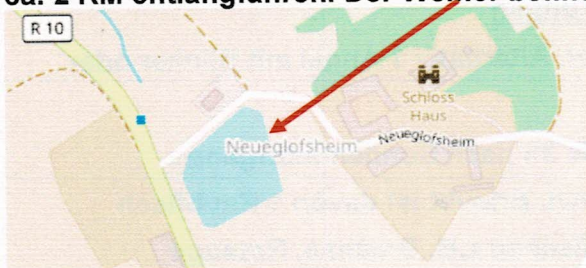 ca. 2 KM entlangfahren. Der Weiher
R 10
Schloss
Haus
Neueglofsheim
Neueglofsheim